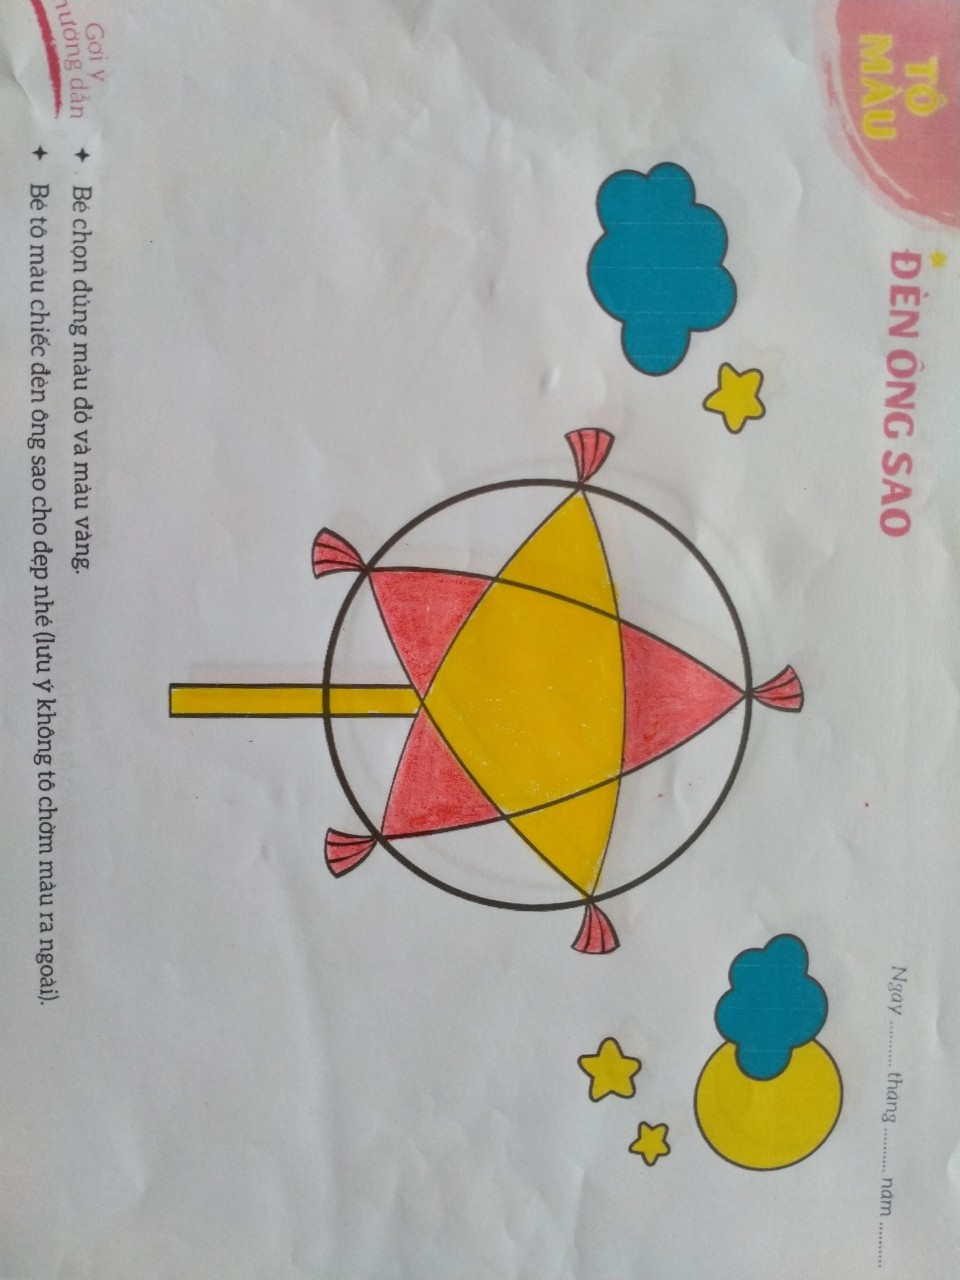 TÔ
MÀU
ĐÈN ÔNG SAO
Ngày .......... tháng .......... năm ..........
Gợi ý
hướng dẫn
✦ Bé chọn đúng màu đỏ và màu vàng.
✦ Bé tô màu chiếc đèn ông sao cho đẹp nhé (lưu ý không tô chờm màu ra ngoài).